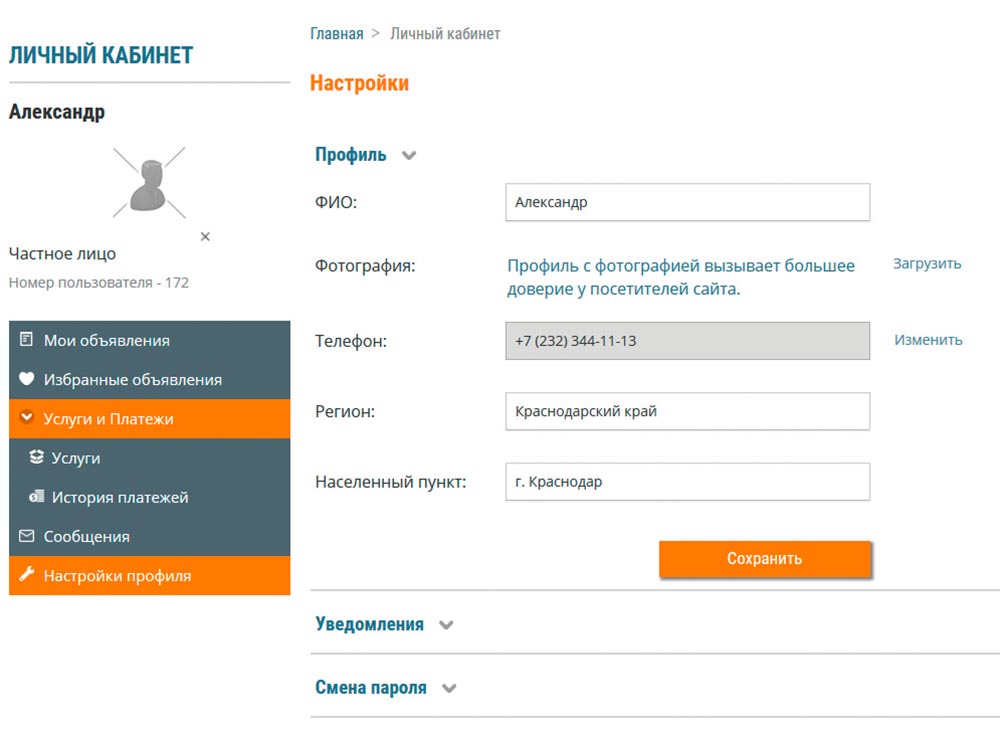 ЛИЧНЫЙ КАБИНЕТ
Александр
Частное лицо
Номер пользователя - 172
Мои объявления
Избранные объявления
Услуги и Платежи
Услуги
История платежей
Сообщения
Настройки профиля
Главная > Личный кабинет
Настройки
Профиль
ФИО: Александр
Фотография: Профиль с фотографией вызывает большее Загрузить
доверие у посетителей сайта.
Телефон: +7 (232) 344-11-13 Изменить
Регион: Краснодарский край
Населенный пункт: г. Краснодар
Сохранить
Уведомления
Смена пароля